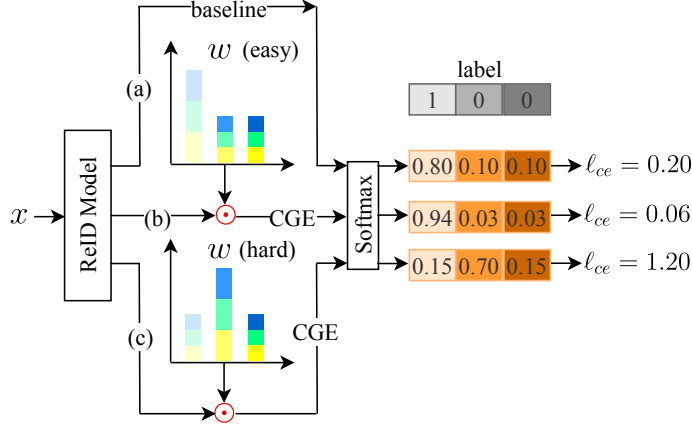 baseline
w (easy)
(a)
label
1 0 0
0.80 0.10 0.10
ℓce = 0.20
x
ReID Model
(b)
CGE
Softmax
0.94 0.03 0.03
ℓce = 0.06
w (hard)
0.15 0.70 0.15
ℓce = 1.20
(c)
CGE